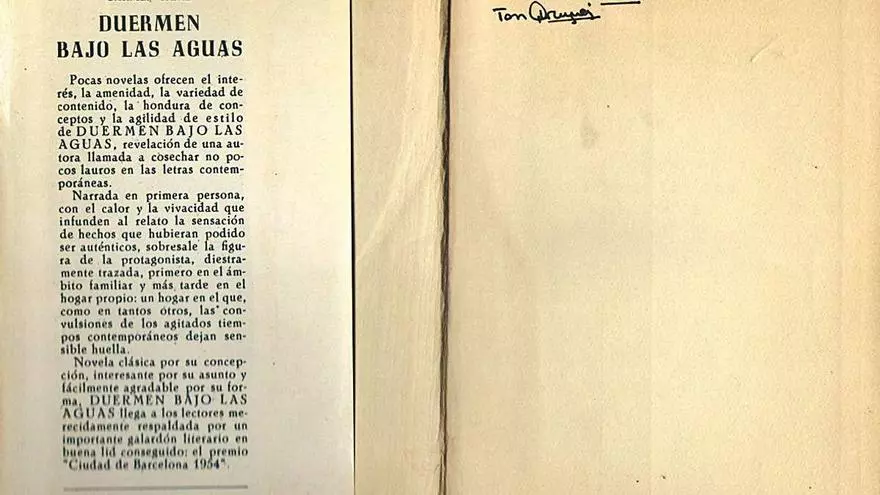 DUERMEN
BAJO LAS AGUAS
Pocas novelas ofrecen el inte-
rés, la amenidad, la variedad de
contenido, la hondura de con-
ceptos y la agilidad de estilo
de DUERMEN BAJO LAS
AGUAS, revelación de una au-
tora llamada a cosechar no po-
cos lauros en las letras contem-
poráneas.
Narrada en primera persona,
con el calor y la vivacidad que
infunden al relato la sensación
de hechos que hubieran podido
ser auténticos, sobresale la figu-
ra de la protagonista, diestra-
mente trazada, primero en el ám-
bito familiar y más tarde en el
hogar propio: un hogar en el que,
como en tantos otros, las con-
vulsiones de los agitados tiem-
pos contemporáneos dejan sen-
sible huella.
Novela clásica por su concep-
ción, interesante por su asunto y
fácilmente agradable por su for-
ma, DUERMEN BAJO LAS
AGUAS llega a los lectores me-
recidamente respaldada por un
importante galardón literario en
buena lid conseguido: el premio
"Ciudad de Barcelona 1954".